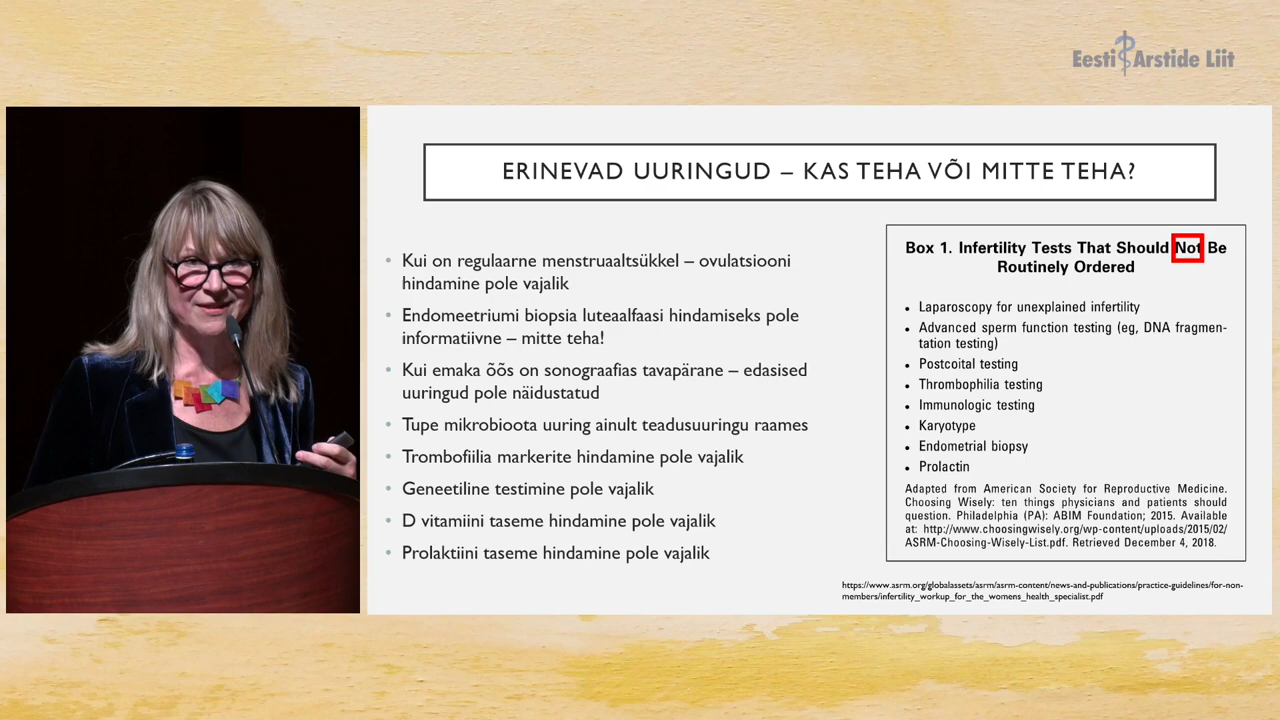 Eesti Arstide Liit
ERINEVAD UURINGUD – KAS TEHA VÕI MITTE TEHA?
• Kui on regulaarne menstruaaltsükkel – ovulatsiooni
hindamine pole vajalik
• Endomeetriumi biopsia luteaalfaasi hindamiseks pole
informatiivne – mitte teha!
• Kui emaka õõs on sonograafias tavapärane – edasised
uuringud pole näidustatud
• Tupe mikrobioota uuring ainult teadusuuringu raames
• Trombofiilia markerite hindamine pole vajalik
• Geneetiline testimine pole vajalik
• D vitamiini taseme hindamine pole vajalik
• Prolaktiini taseme hindamine pole vajalik
Box 1. Infertility Tests That Should Not Be
Routinely Ordered
• Laparoscopy for unexplained infertility
• Advanced sperm function testing (eg, DNA fragmen-
tation testing)
• Postcoital testing
• Thrombophilia testing
• Immunologic testing
• Karyotype
• Endometrial biopsy
• Prolactin
Adapted from American Society for Reproductive Medicine.
Choosing Wisely: ten things physicians and patients should
question. Philadelphia (PA): ABIM Foundation; 2015. Available
at: http://www.choosingwisely.org/wp-content/uploads/2015/02/
ASRM-Choosing-Wisely-List.pdf. Retrieved December 4, 2018.
https://www.asrm.org/globalassets/asrm/asrm-content/news-and-publications/practice-guidelines/for-non-
members/infertility_workup_for_the_womens_health_specialist.pdf